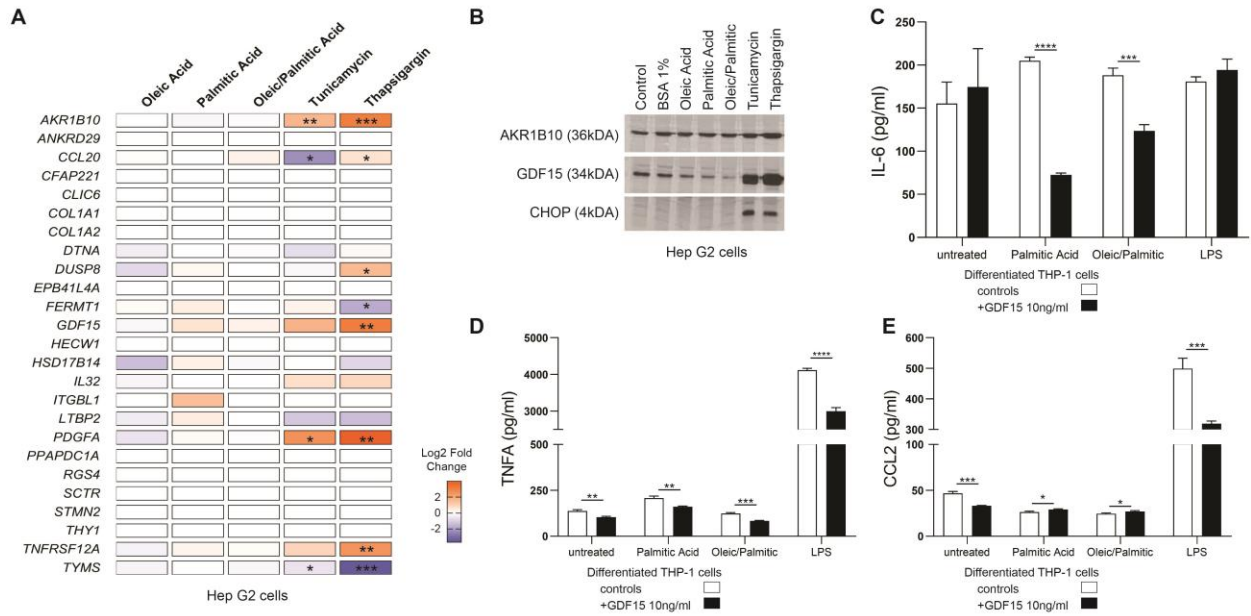 A
Oleic Acid
Palmitic Acid
Oleic/Palmitic Acid
Tunicamycin
Thapsigargin
AKR1B10 ** ***
ANKRD29
CCL20 * *
CFAP221
CLIC6
COL1A1
COL1A2
DTNA
DUSP8 *
EPB41L4A
FERMT1 *
GDF15 **
HECW1
HSD17B14
IL32
ITGBL1
LTBP2
PDGFA * **
PPAPDC1A
RGS4
SCTR
STMN2
THY1
TNFRSF12A **
TYMS * ***
Hep G2 cells
Log2 Fold
Change
2
0
-2
B
Control
BSA 1%
Oleic Acid
Palmitic Acid
Oleic/Palmitic
Tunicamycin
Thapsigargin
AKR1B10 (36kDA)
GDF15 (34kDA)
CHOP (4kDA)
Hep G2 cells
C
IL-6 (pg/ml)
250
200
150
100
50
0
**** ***
untreated Palmitic Acid Oleic/Palmitic LPS
Differentiated THP-1 cells
controls
+GDF15 10ng/ml
D
TNFA (pg/ml)
5000
4000
3000
2000
500
250
0
** ** *** ****
untreated Palmitic Acid Oleic/Palmitic LPS
Differentiated THP-1 cells
controls
+GDF15 10ng/ml
E
CCL2 (pg/ml)
600
500
400
300
100
50
0
*** * * ***
untreated Palmitic Acid Oleic/Palmitic LPS
Differentiated THP-1 cells
controls
+GDF15 10ng/ml